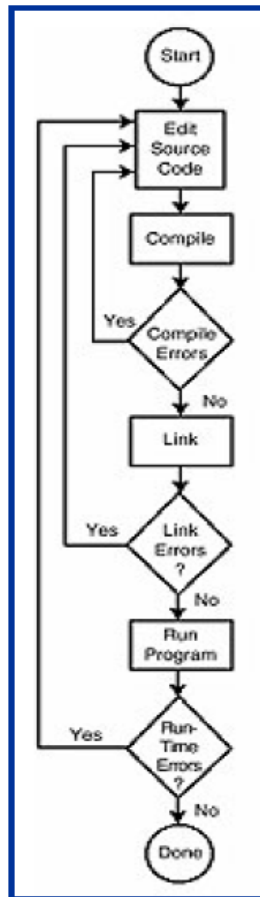 Start
Edit
Source
Code
Compile
Yes
Compile
Errors
No
Link
Yes
Link
Errors
?
No
Run
Program
Yes
Run-
Time
Errors
?
No
Done